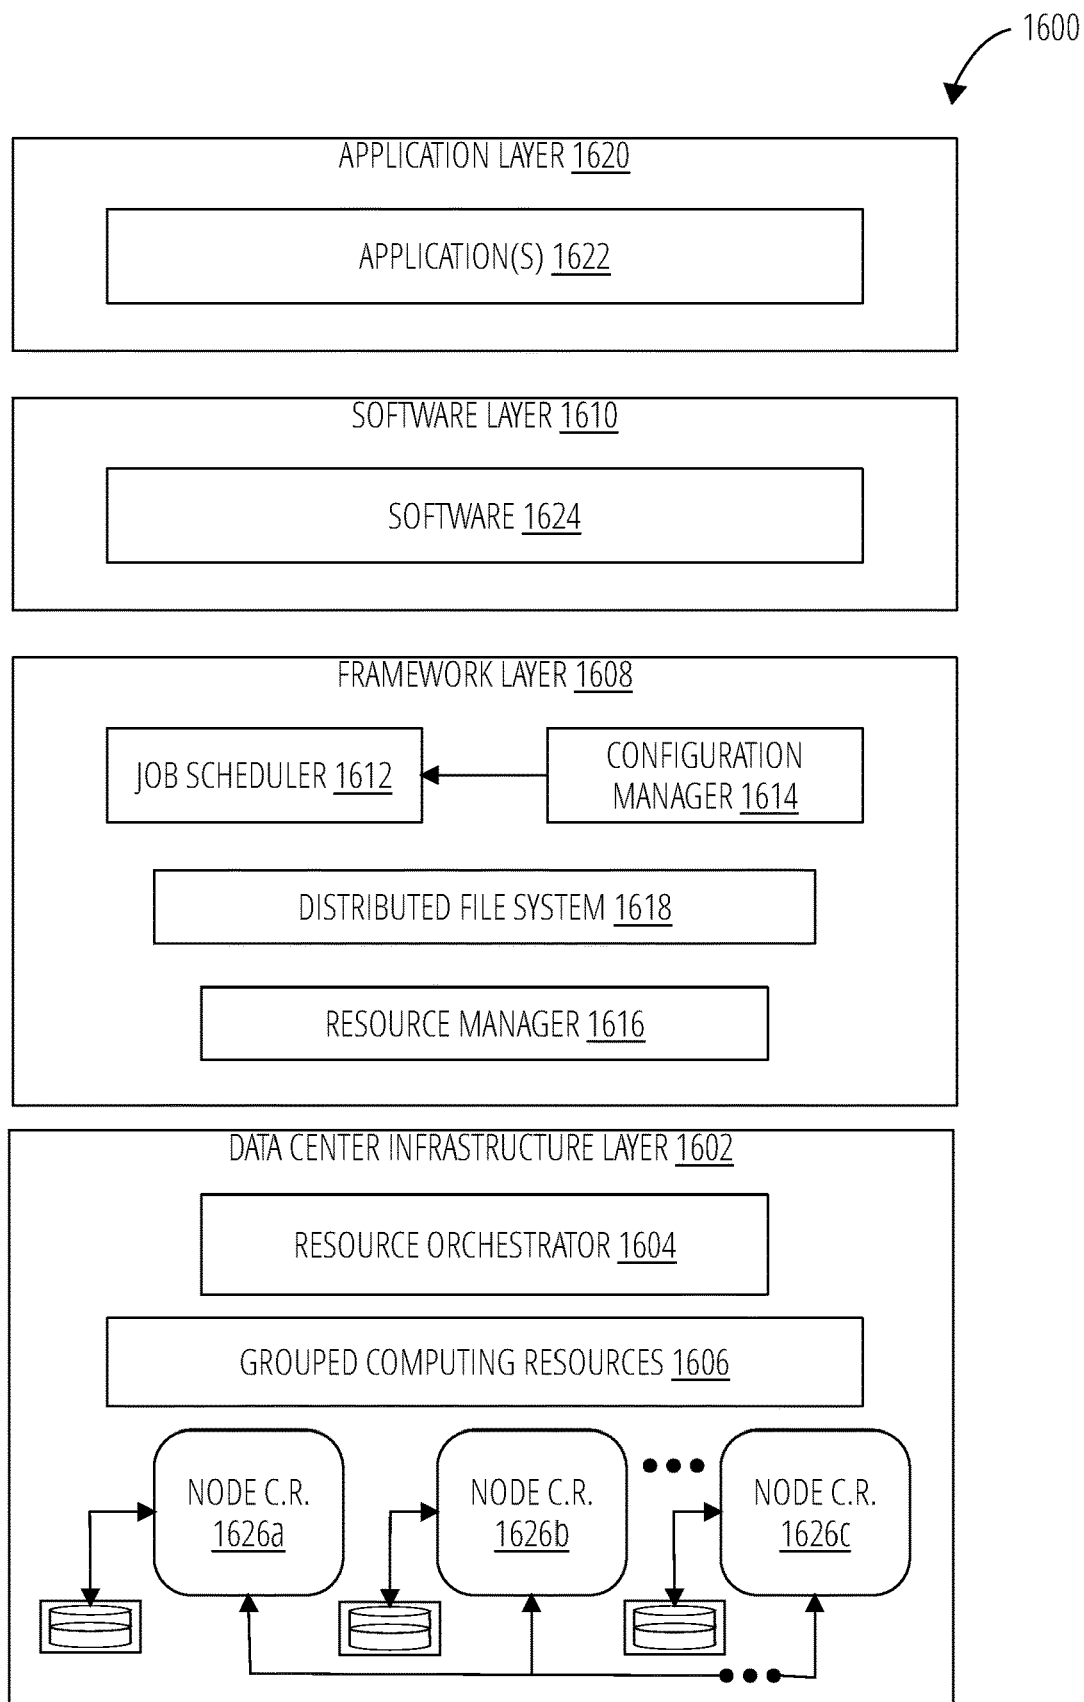 1600
APPLICATION LAYER 1620
APPLICATION(S) 1622
SOFTWARE LAYER 1610
SOFTWARE 1624
FRAMEWORK LAYER 1608
JOB SCHEDULER 1612
CONFIGURATION
MANAGER 1614
DISTRIBUTED FILE SYSTEM 1618
RESOURCE MANAGER 1616
DATA CENTER INFRASTRUCTURE LAYER 1602
RESOURCE ORCHESTRATOR 1604
GROUPED COMPUTING RESOURCES 1606
NODE C.R.
1626a
NODE C.R.
1626b
NODE C.R.
1626c